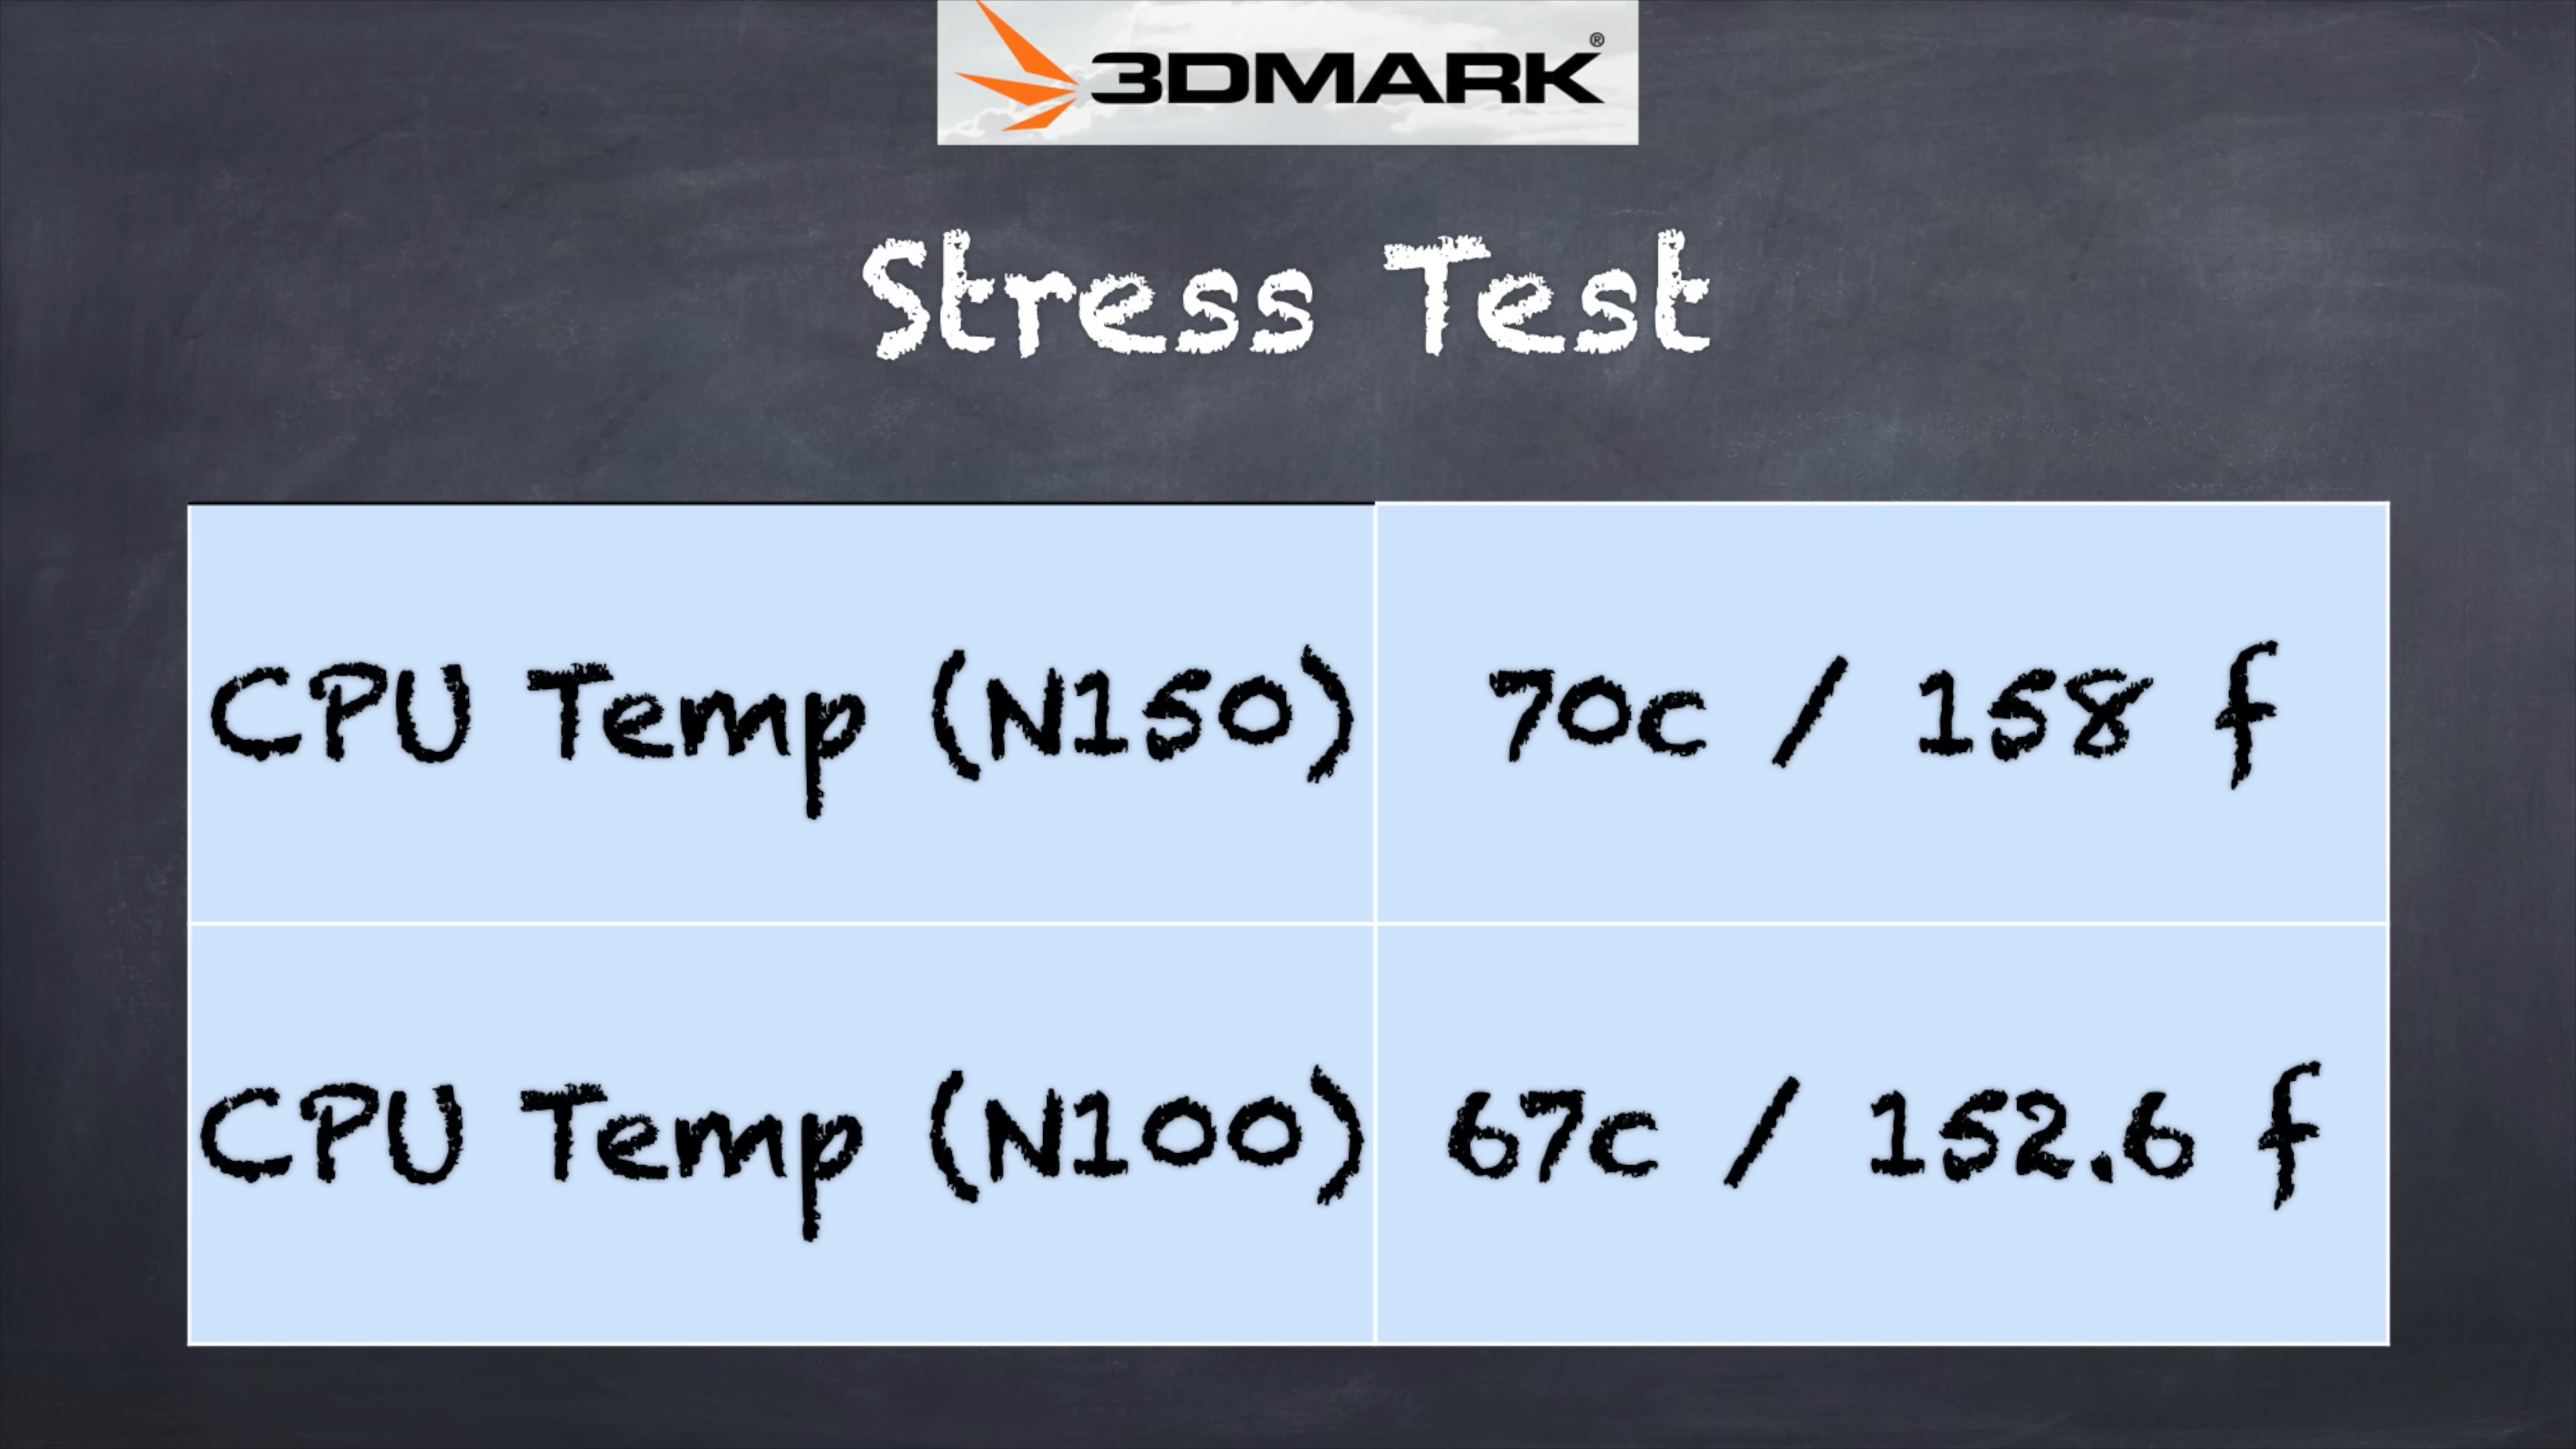 3DMARK®
Stress Test
CPU Temp (N150) 70c / 158 f
CPU Temp (N100) 67c / 152.6 f